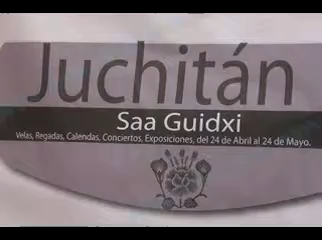 Juchitán
Saa Guidxi
Velas, Regadas, Calendas, Conciertos, Exposiciones, del 24 de Abril al 24 de Mayo.